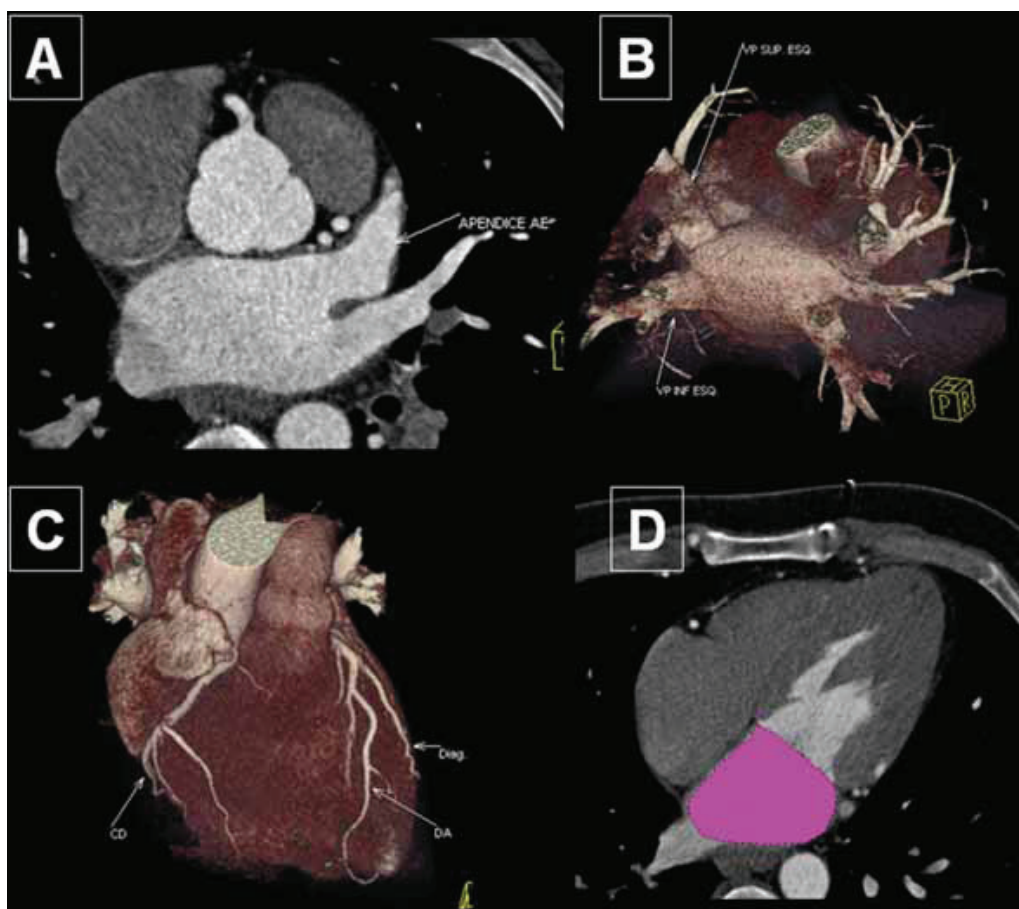 A
APENDICE AE
B
VP SUP. ESQ.
VP INF ESQ.
P R
C
CD
Diag.
DA
D